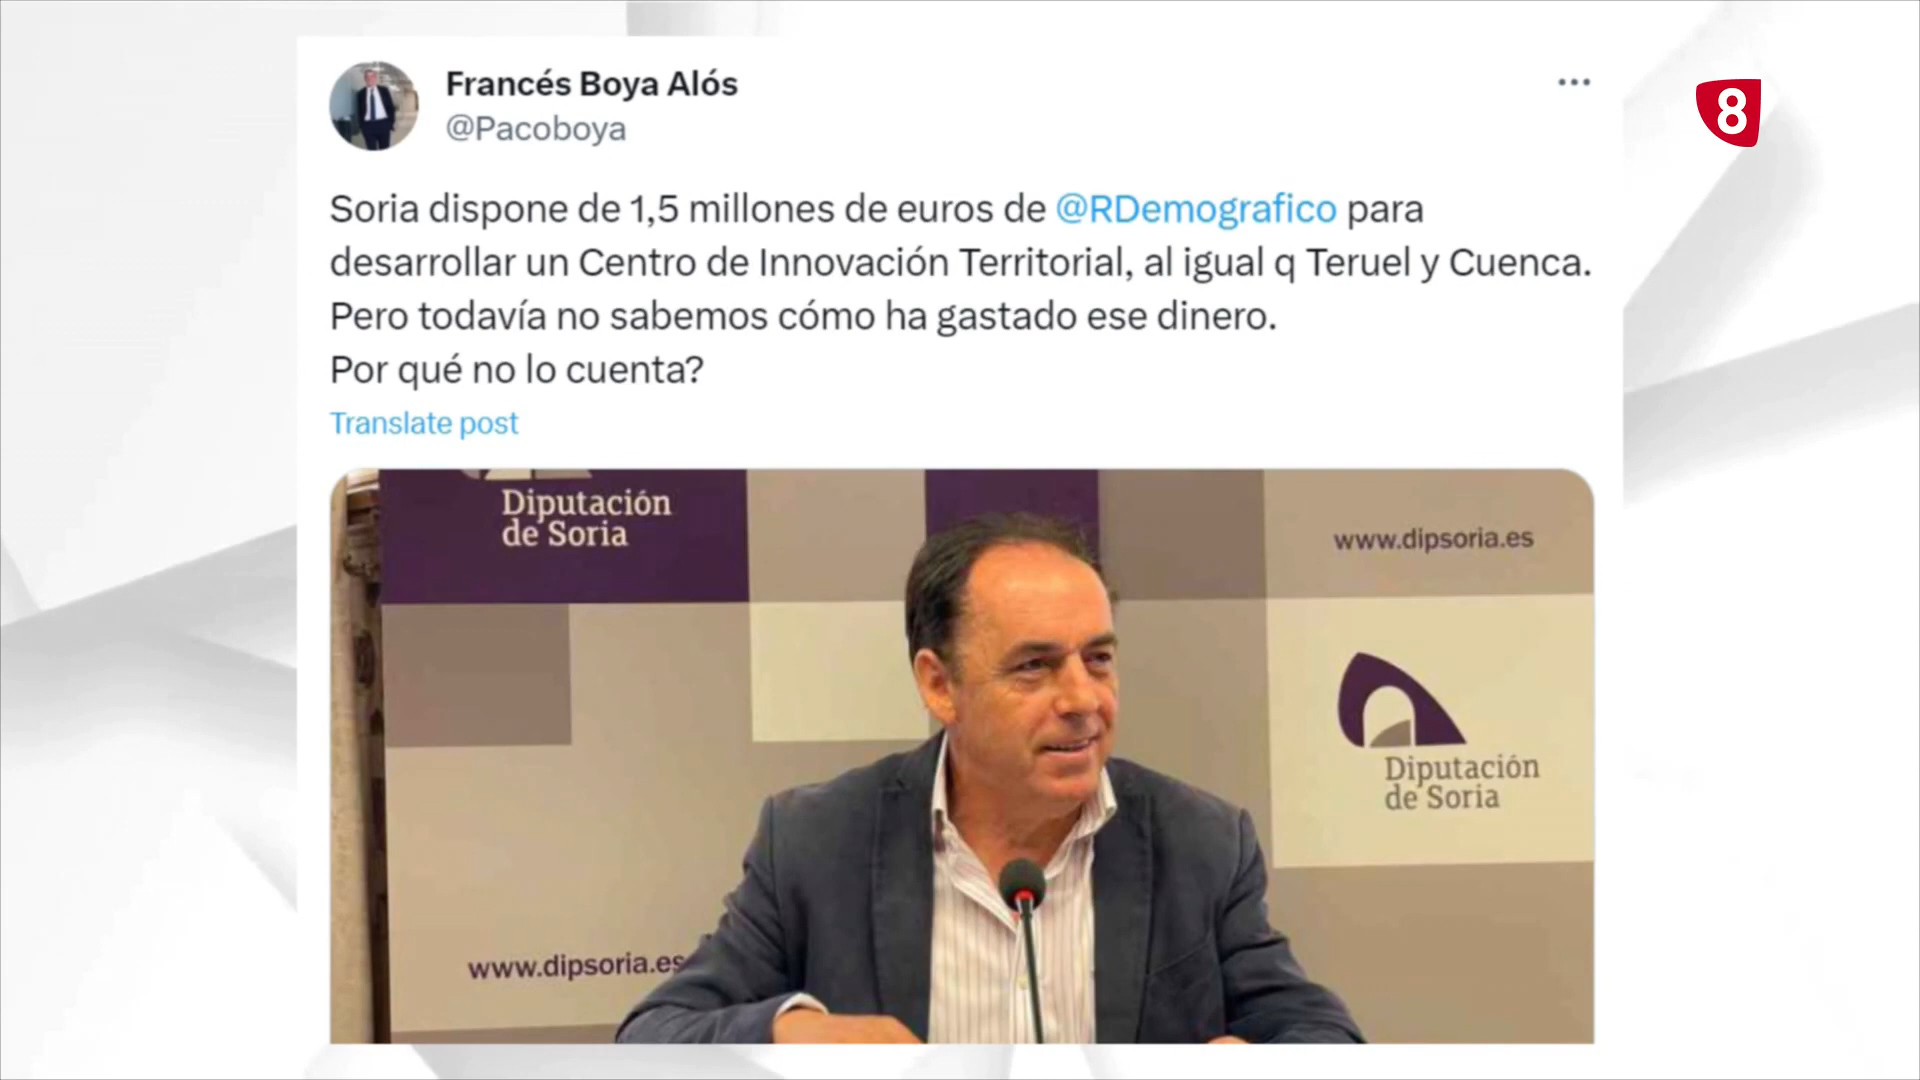 Francés Boya Alós
@Pacoboya
8
Soria dispone de 1,5 millones de euros de @RDemografico para
desarrollar un Centro de Innovación Territorial, al igual q Teruel y Cuenca.
Pero todavía no sabemos cómo ha gastado ese dinero.
Por qué no lo cuenta?
Translate post
Diputación
de Soria
www.dipsoria.es
Diputación
de Soria
www.dipsoria.es